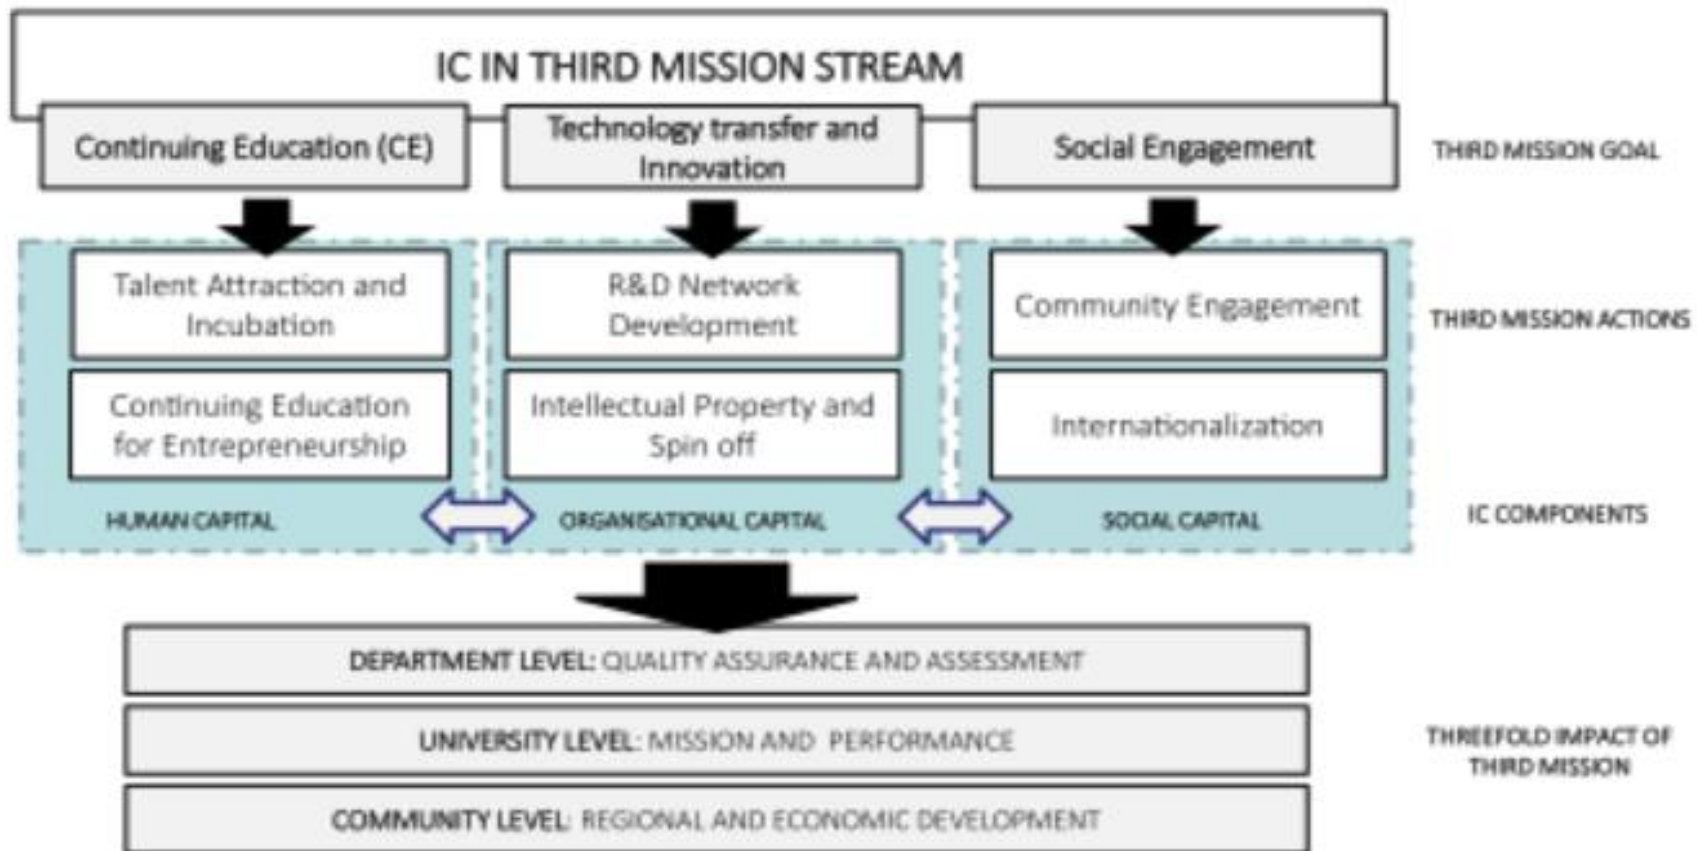 IC IN THIRD MISSION STREAM
Continuing Education (CE)
Technology transfer and
Innovation
Social Engagement
THIRD MISSION GOAL
Talent Attraction and
Incubation
R&D Network
Development
Community Engagement
THIRD MISSION ACTIONS
Continuing Education
for Entrepreneurship
Intellectual Property and
Spin off
Internationalization
HUMAN CAPITAL
ORGANISATIONAL CAPITAL
SOCIAL CAPITAL
IC COMPONENTS
DEPARTMENT LEVEL: QUALITY ASSURANCE AND ASSESSMENT
UNIVERSITY LEVEL: MISSION AND PERFORMANCE
COMMUNITY LEVEL: REGIONAL AND ECONOMIC DEVELOPMENT
THREEFOLD IMPACT OF
THIRD MISSION